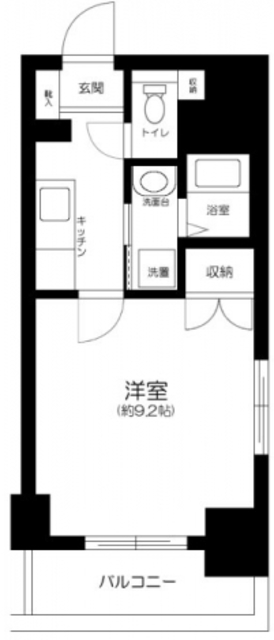 玄関
靴入
収納
トイレ
洗面台
浴室
キッチン
洗置
収納
洋室
(約9.2帖)
バルコニー